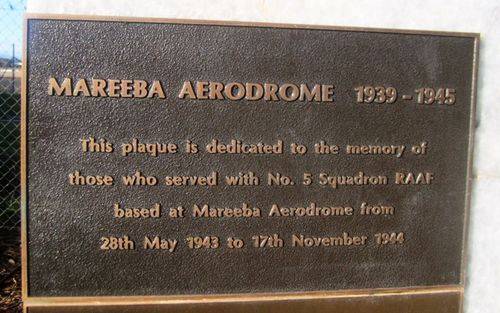 MAREEBA AERODROME 1939 - 1945
This plaque is dedicated to the memory of
those who served with No. 5 Squadron RAAF
based at Mareeba Aerodrome from
28th May 1943 to 17th November 1944